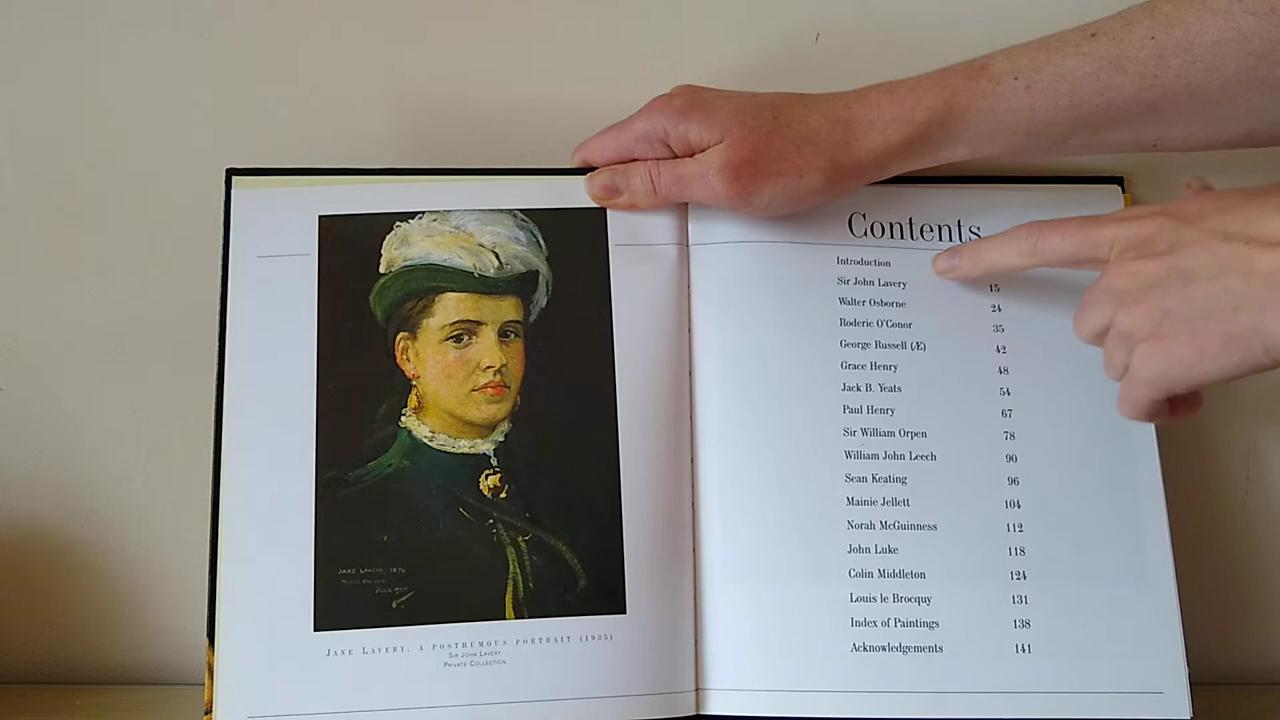 JANE LAVERY, 1876
JANE LAVERY, A POSTHUMOUS PORTRAIT (1935)
SIR JOHN LAVERY
PRIVATE COLLECTION
Contents
Introduction
Sir John Lavery 15
Walter Osborne 24
Roderic O'Conor 35
George Russell (Æ) 42
Grace Henry 48
Jack B. Yeats 54
Paul Henry 67
Sir William Orpen 78
William John Leech 90
Sean Keating 96
Mainie Jellett 104
Norah McGuinness 112
John Luke 118
Colin Middleton 124
Louis le Brocquy 131
Index of Paintings 138
Acknowledgements 141